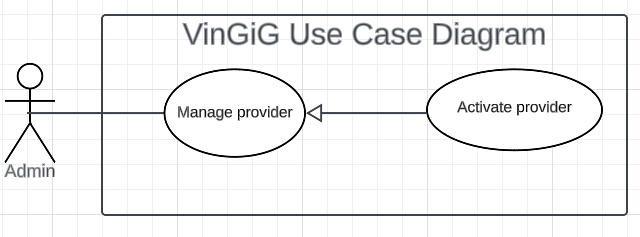 VinGiG Use Case Diagram
Manage provider
Activate provider
Admin